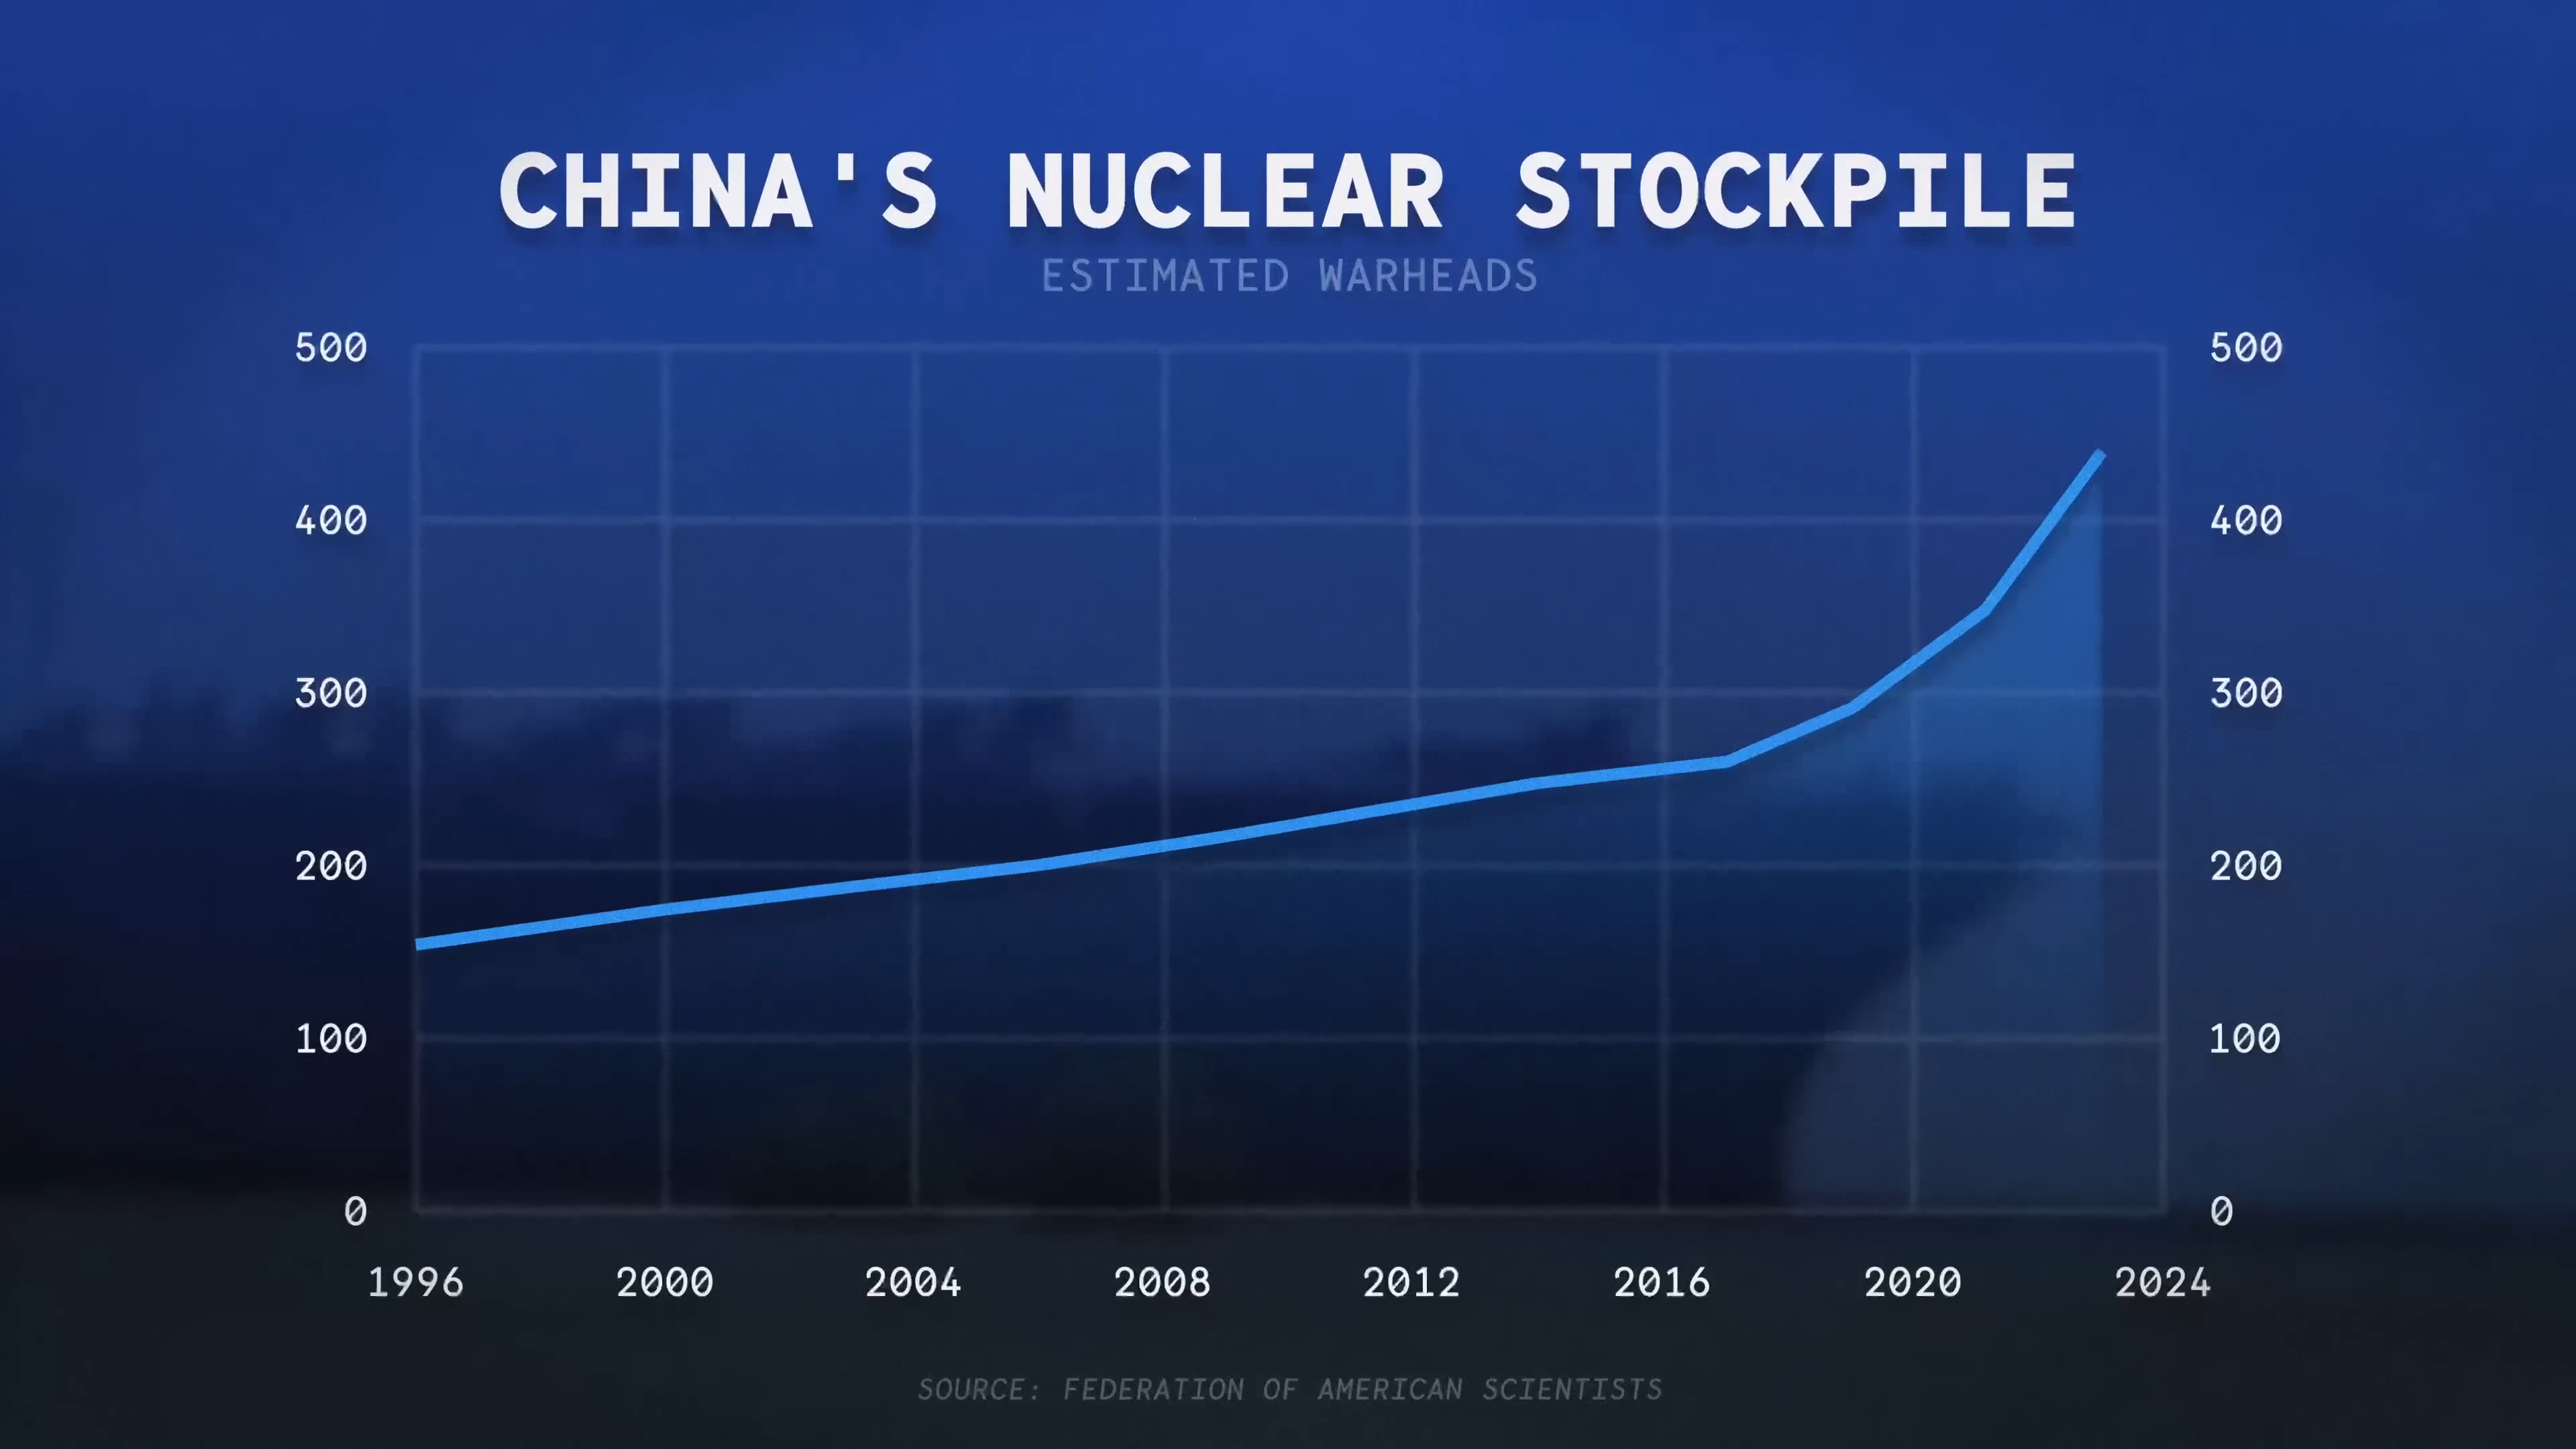 CHINA'S NUCLEAR STOCKPILE
ESTIMATED WARHEADS
500 500
400 400
300 300
200 200
100 100
0 0
1996 2000 2004 2008 2012 2016 2020 2024
SOURCE: FEDERATION OF AMERICAN SCIENTISTS